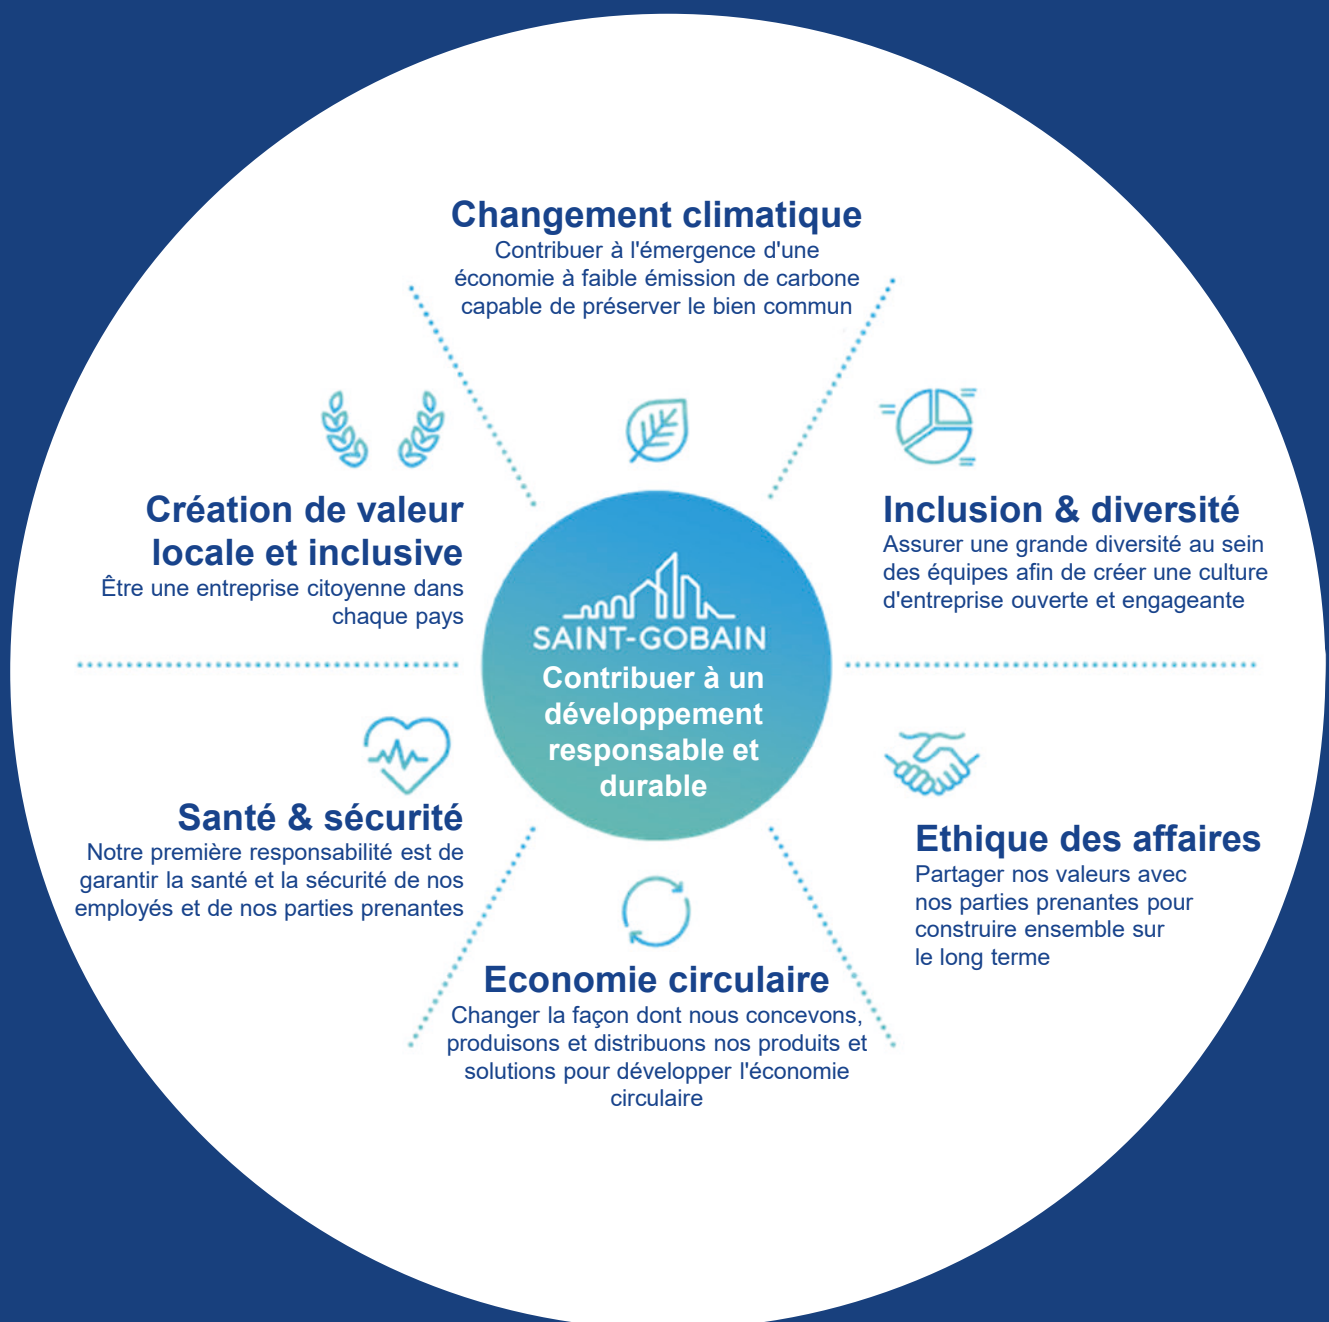 Changement climatique
Contribuer à l'émergence d'une
économie à faible émission de carbone
capable de préserver le bien commun
Création de valeur
locale et inclusive
Être une entreprise citoyenne dans
chaque pays
Inclusion & diversité
Assurer une grande diversité au sein
des équipes afin de créer une culture
d'entreprise ouverte et engageante
SAINT-GOBAIN
Contribuer à un
développement
responsable et
durable
Santé & sécurité
Notre première responsabilité est de
garantir la santé et la sécurité de nos
employés et de nos parties prenantes
Ethique des affaires
Partager nos valeurs avec
nos parties prenantes pour
construire ensemble sur
le long terme
Economie circulaire
Changer la façon dont nous concevons,
produisons et distribuons nos produits et
solutions pour développer l'économie
circulaire